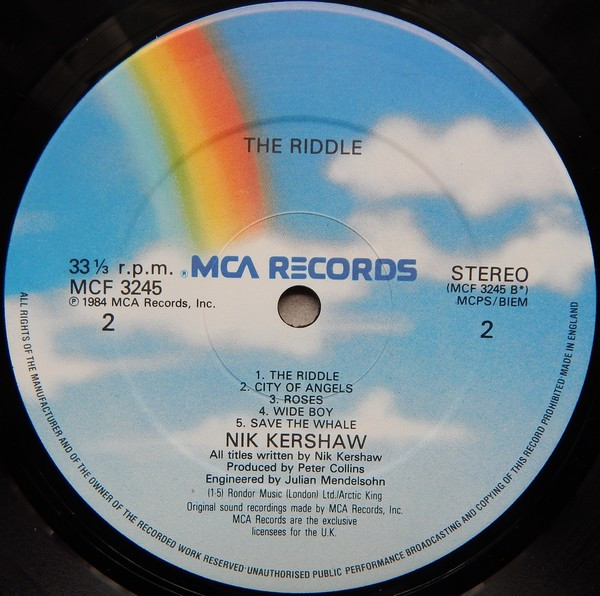 THE RIDDLE
33 1/3 r.p.m.
® MCA RECORDS
STEREO
MCF 3245
(MCF 3245 B*)
℗ 1984 MCA Records, Inc.
MCPS/BIEM
2
2
1. THE RIDDLE
2. CITY OF ANGELS
3. ROSES
4. WIDE BOY
5. SAVE THE WHALE
NIK KERSHAW
All titles written by Nik Kershaw
Produced by Peter Collins
Engineered by Julian Mendelsohn
(1-5) Rondor Music (London) Ltd./Arctic King
Original sound recordings made by MCA Records, Inc.
MCA Records are the exclusive
licensees for the U.K.
ALL RIGHTS OF THE MANUFACTURER AND OF THE OWNER OF THE RECORDED WORK RESERVED·UNAUTHORISED PUBLIC PERFORMANCE BROADCASTING AND COPYING OF THIS RECORD PROHIBITED·MADE IN ENGLAND